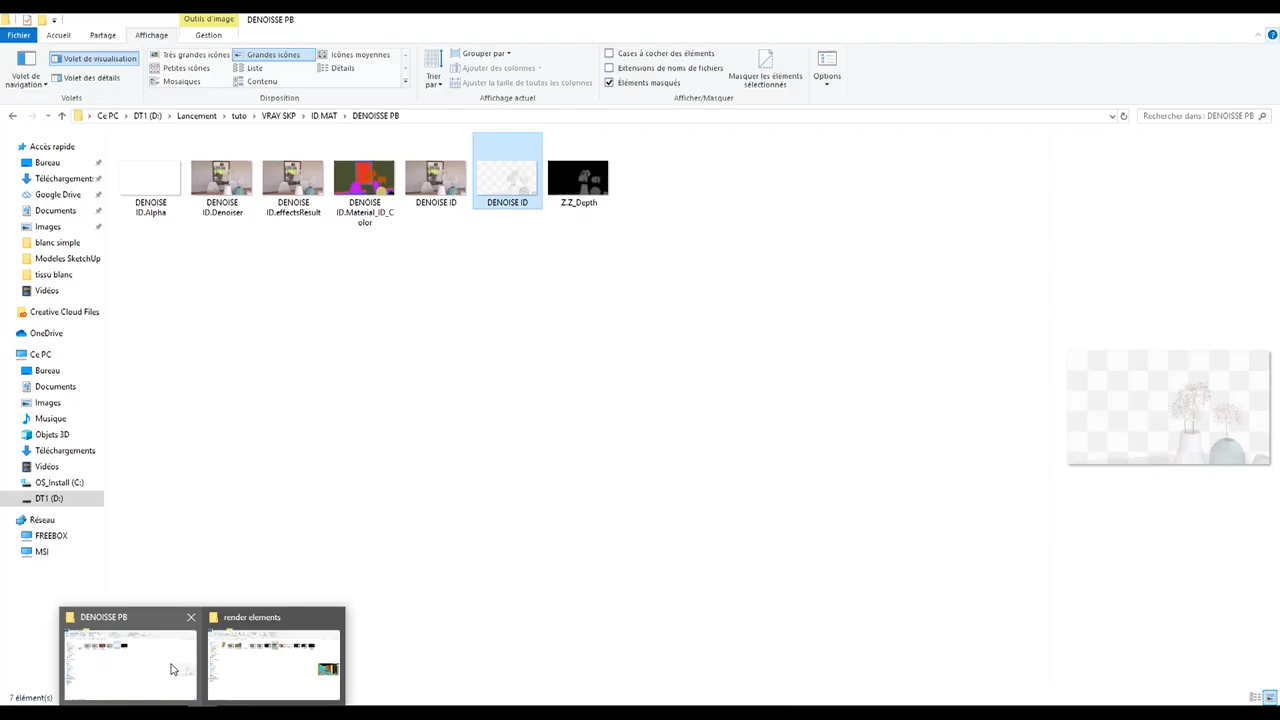 Outils d'image DENOISSE PB
Fichier Accueil Partage Affichage Gestion
Volet de navigation
Volet de visualisation
Volet des détails
Volets
Très grandes icônes Grandes icônes Icônes moyennes
Petites icônes Liste Détails
Mosaïques Contenu
Disposition
Trier par
Grouper par
Ajouter des colonnes
Ajuster la taille de toutes les colonnes
Affichage actuel
Cases à cocher des éléments
Extensions de noms de fichiers
Éléments masqués
Masquer les éléments sélectionnés
Afficher/Masquer
Options
Ce PC > DT1 (D:) > Lancement > tuto > VRAY SKP > ID MAT > DENOISSE PB
Rechercher dans : DENOISSE PB
Accès rapide
Bureau
Téléchargement:
Google Drive
Documents
Images
blanc simple
Modeles SketchUp
tissu blanc
Vidéos
Creative Cloud Files
OneDrive
Ce PC
Bureau
Documents
Images
Musique
Objets 3D
Téléchargements
Vidéos
OS_Install (C:)
DT1 (D:)
Réseau
FREEBOX
MSI
DENOISE ID.Alpha
DENOISE ID.Denoiser
DENOISE ID.effectsResult
DENOISE ID.Material_ID_Color
DENOISE ID
DENOISE ID
Z.Z_Depth
DENOISSE PB
render elements
7 élément(s)